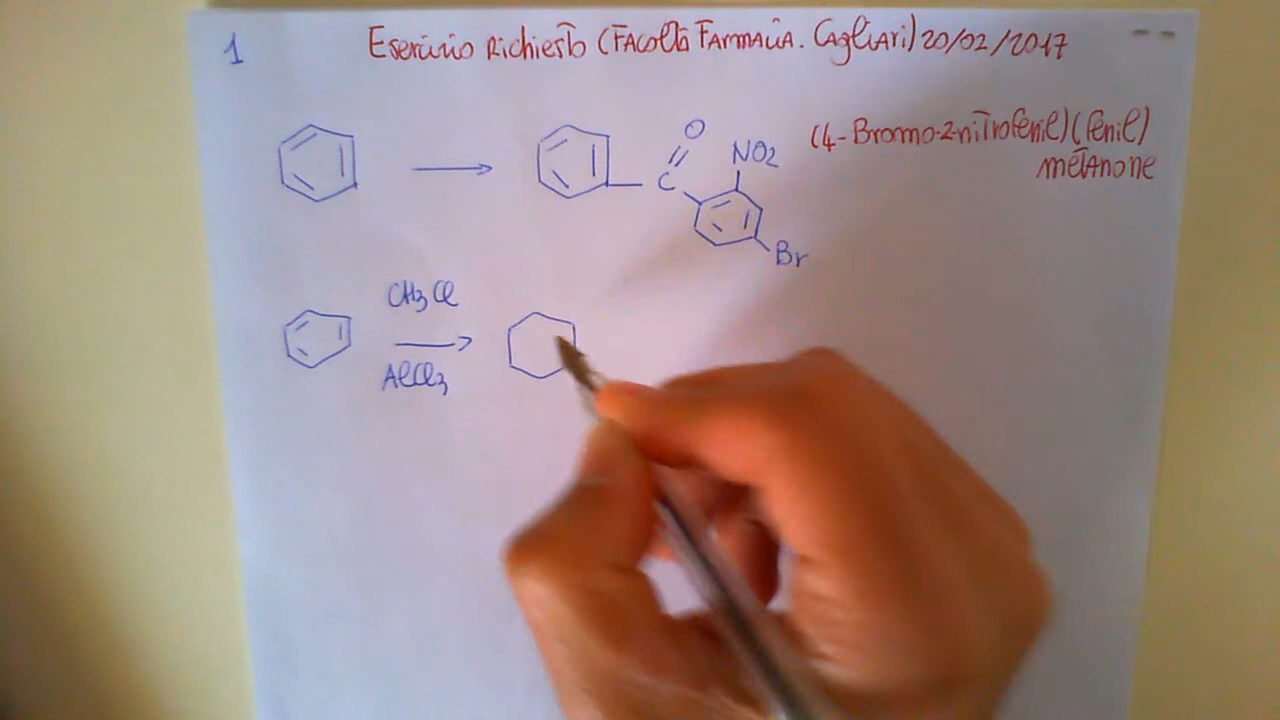 1
Esercizio Richiesto (Facoltà Farmacia. Cagliari) 20/02/2017
(4-Bromo-2-nitrofenil)(fenil)
metanone
O
NO2
C
Br
CH3Cl
AlCl3